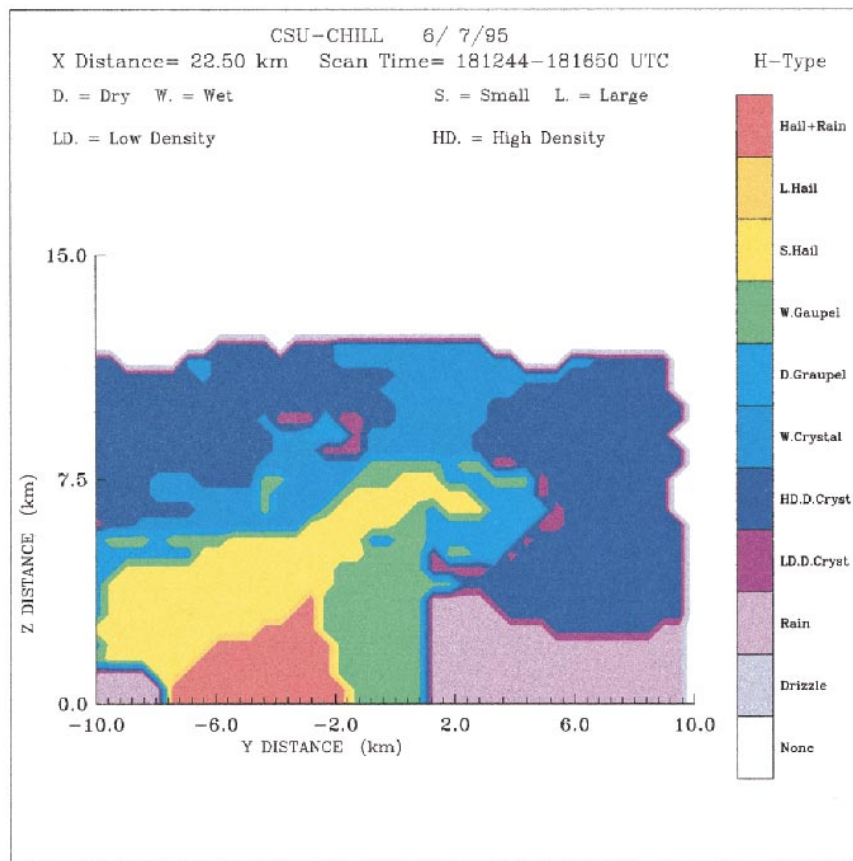 CSU-CHILL 6/ 7/95
X Distance= 22.50 km Scan Time= 181244-181650 UTC H-Type
D. = Dry W. = Wet S. = Small L. = Large
LD. = Low Density HD. = High Density
Hail+Rain
L.Hail
S.Hail
W.Gaupel
D.Graupel
W.Crystal
HD.D.Cryst
LD.D.Cryst
Rain
Drizzle
None
15.0
7.5
0.0
Z DISTANCE (km)
-10.0 -6.0 -2.0 2.0 6.0 10.0
Y DISTANCE (km)